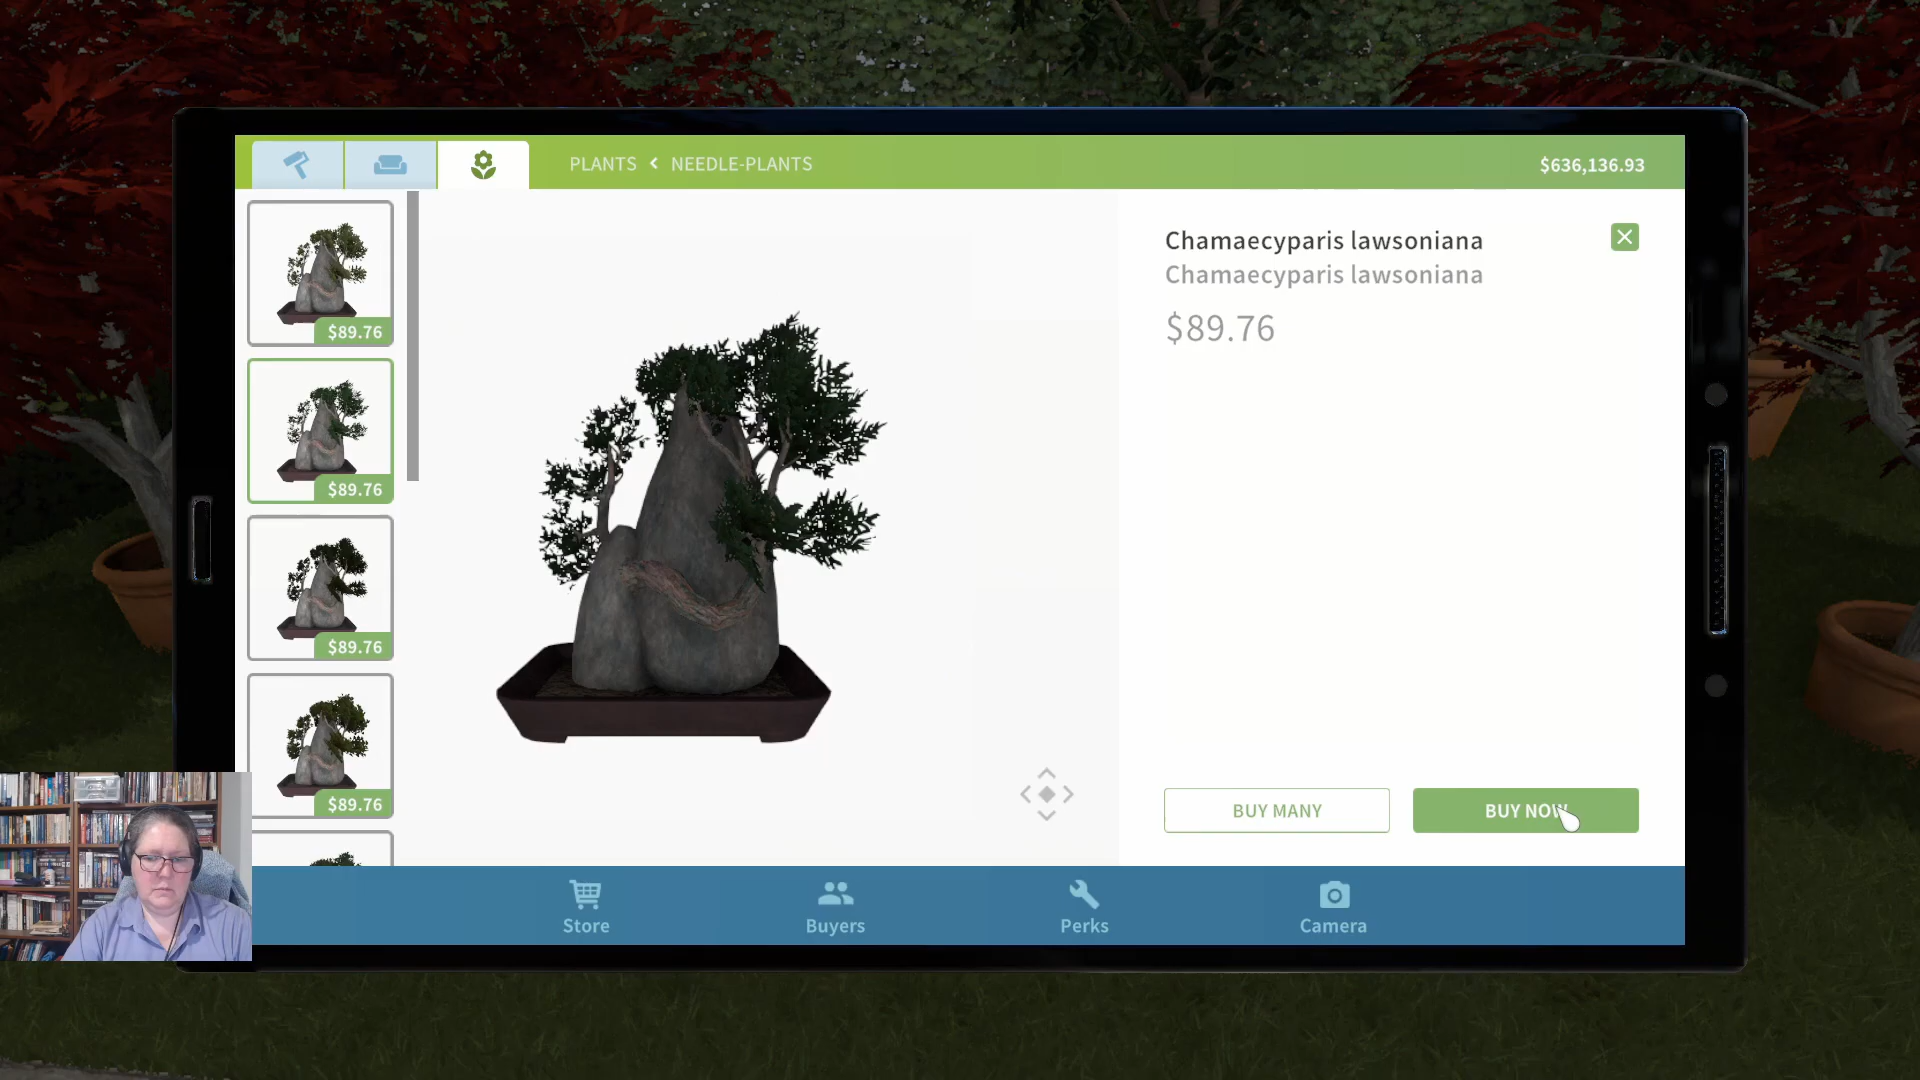 PLANTS < NEEDLE-PLANTS
$636,136.93
$89.76
$89.76
$89.76
$89.76
Chamaecyparis lawsoniana
Chamaecyparis lawsoniana
$89.76
BUY MANY
BUY NOW
Store
Buyers
Perks
Camera